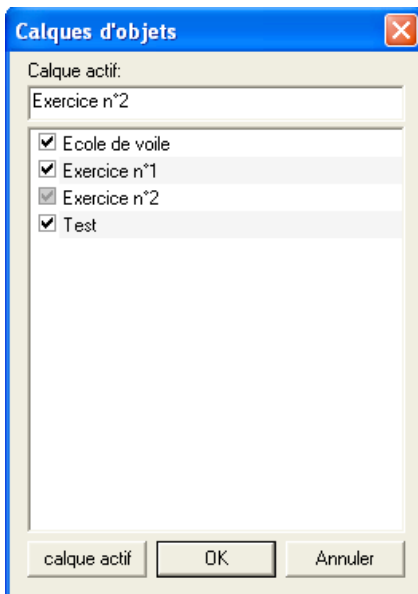 Calques d'objets
Calque actif:
Exercice n°2
Ecole de voile
Exercice n°1
Exercice n°2
Test
calque actif OK Annuler